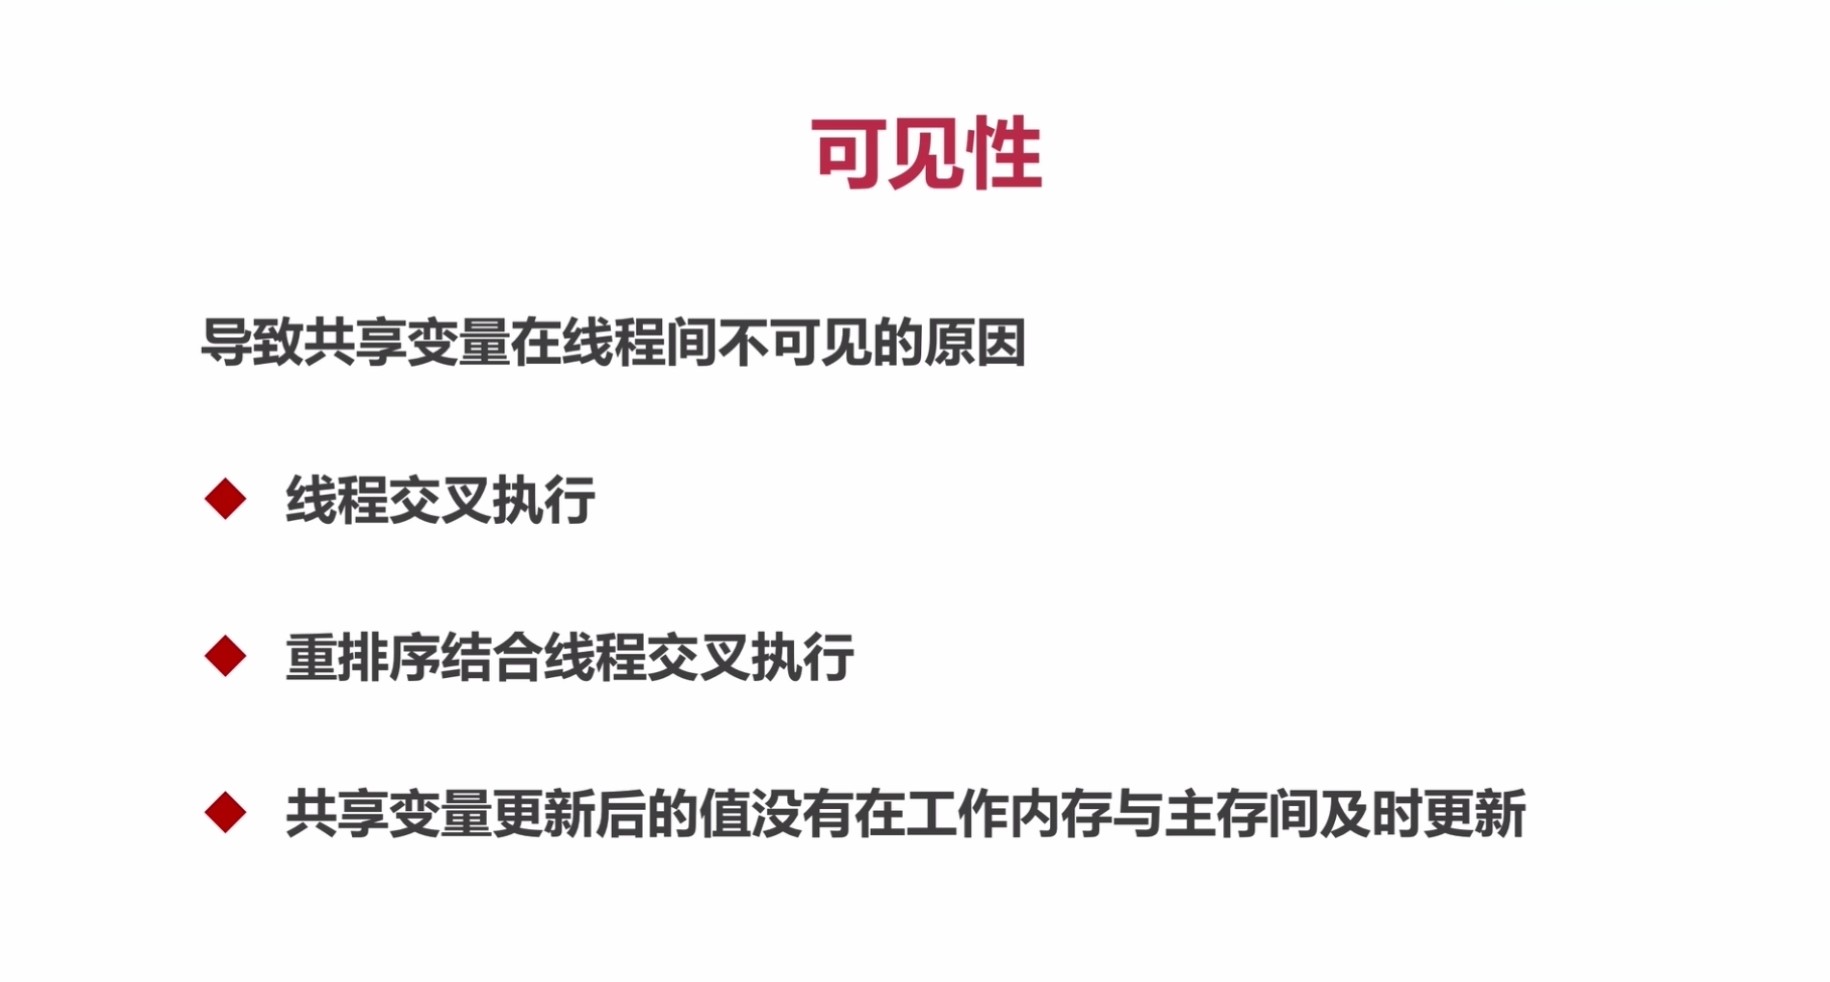 可见性
导致共享变量在线程间不可见的原因
线程交叉执行
重排序结合线程交叉执行
共享变量更新后的值没有在工作内存与主存间及时更新